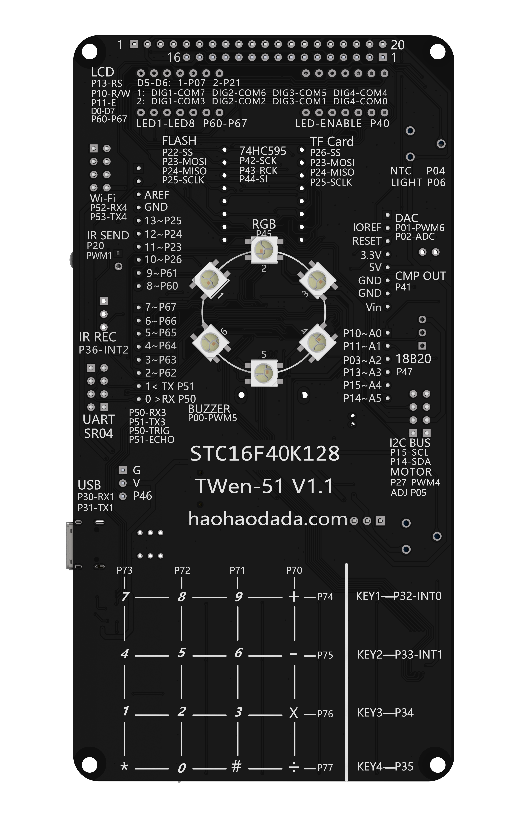 1 20
16 1
LCD
P13-RS
P10-R/W
P11-E
D0-D7
P60-P67
D5-D6: 1-P07 2-P21
1: DIG1-COM7 DIG2-COM6 DIG3-COM5 DIG4-COM4
2: DIG1-COM3 DIG2-COM2 DIG3-COM1 DIG4-COM0
LED1-LED8 P60-P67 LED-ENABLE P40
FLASH
P22-SS
P23-MOSI
P24-MISO
P25-SCLK
74HC595
P42-SCK
P43-RCK
P44-SI
TF Card
P26-SS
P23-MOSI
P24-MISO
P25-SCLK
NTC P04
LIGHT P06
Wi-Fi
P52-RX4
P53-TX4
IR SEND
P20
PWM1
IR REC
P36-INT2
UART
SR04
AREF
GND
13~P25
12~P24
11~P23
10~P26
9~P61
8~P60
7~P67
6~P66
5~P65
4~P64
3~P63
2~P62
1< TX P51
0 >RX P50
P50-RX3
P51-TX3
P50-TRIG
P51-ECHO
RGB
P45
1
2
3
4
5
6
BUZZER
P00-PWM5
DAC
P01-PWM6
P02 ADC
IOREF
RESET
3.3V
5V
GND
GND
Vin
CMP OUT
P41
P10~A0
P11~A1
P03~A2
P13~A3
P15~A4
P14~A5
18B20
P47
I2C BUS
P15 SCL
P14-SDA
MOTOR
P27 PWM4
ADJ P05
STC16F40K128
TWen-51 V1.1
haohaodada.com
G
V
P46
USB
P30-RX1
P31-TX1
P73 P72 P71 P70
7 8 9 + P74
4 5 6 - P75
1 2 3 X P76
* 0 # ÷ P77
KEY1—P32-INT0
KEY2—P33-INT1
KEY3—P34
KEY4—P35